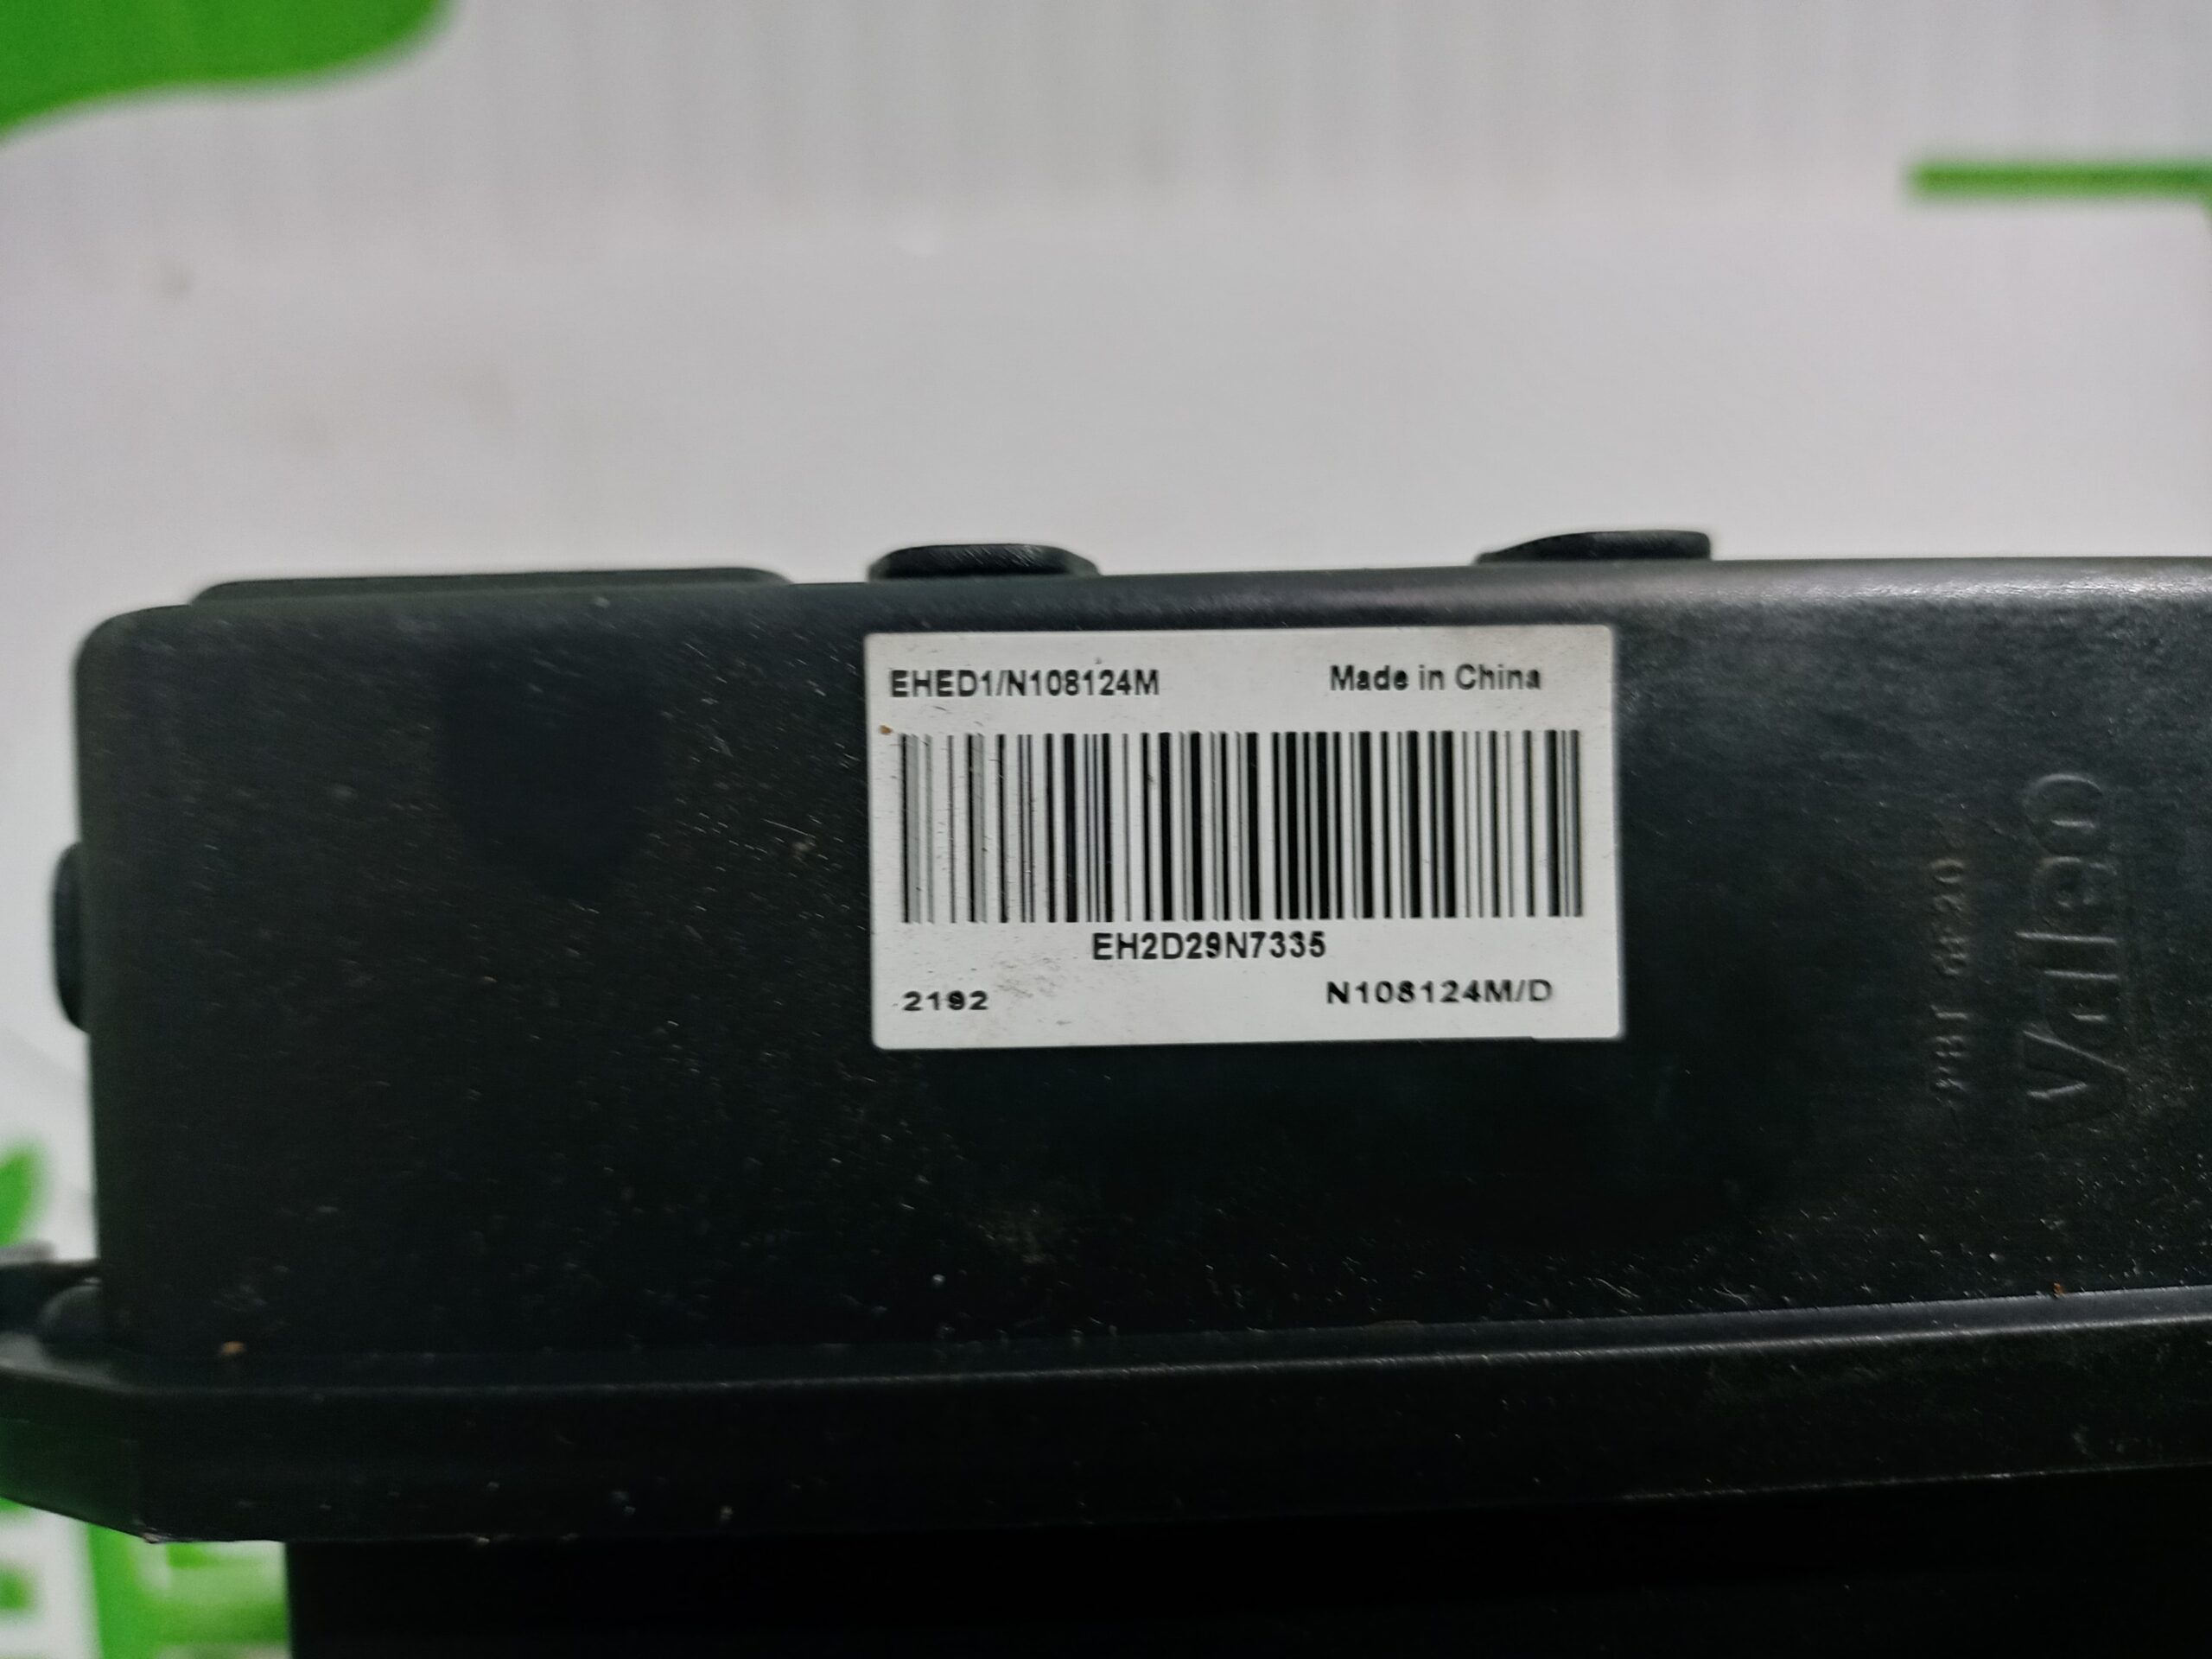 EHED1/N108124M
Made in China
EH2D29N7335
2192
N108124M/D
Valeo